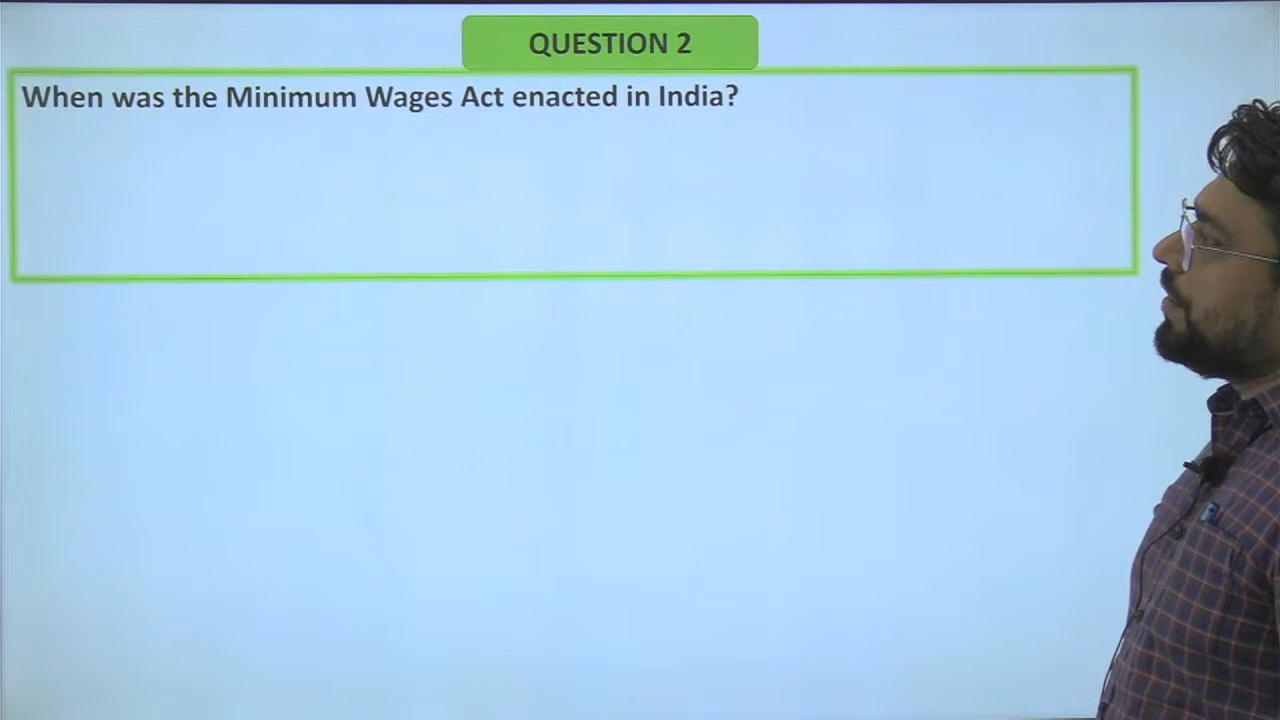 QUESTION 2
When was the Minimum Wages Act enacted in India?